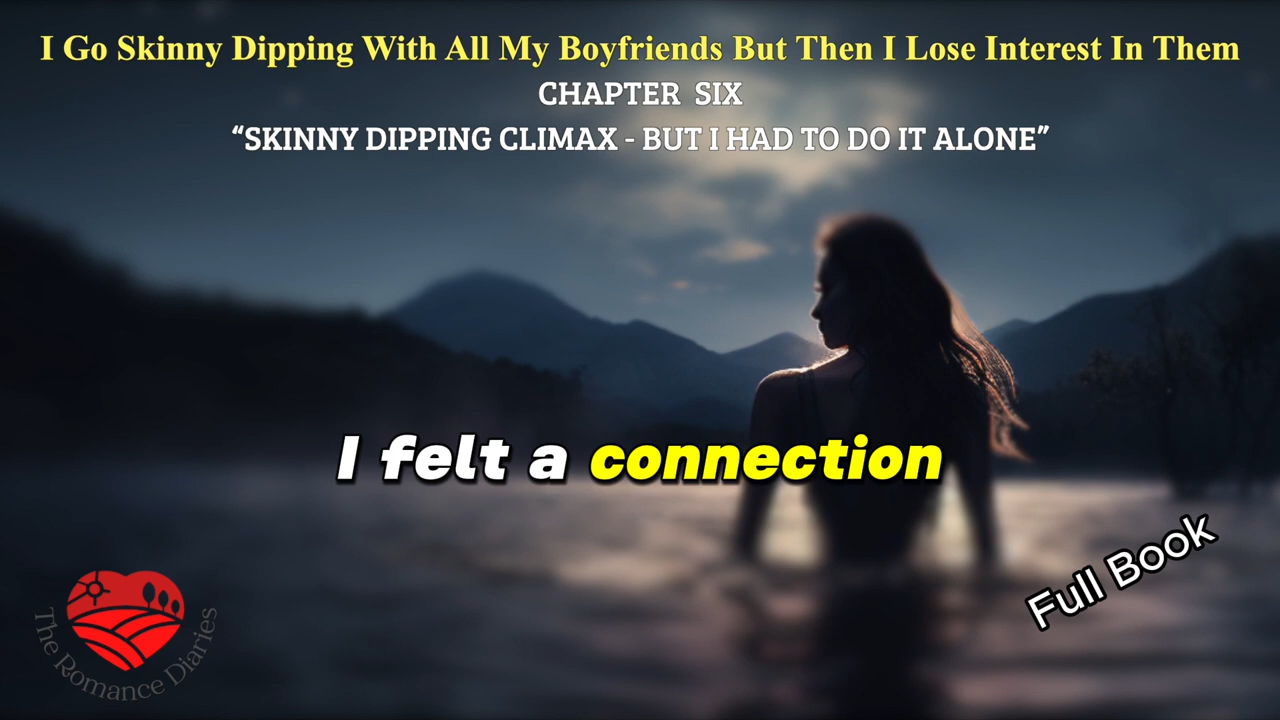 I Go Skinny Dipping With All My Boyfriends But Then I Lose Interest In Them
CHAPTER SIX
“SKINNY DIPPING CLIMAX - BUT I HAD TO DO IT ALONE”
I felt a connection
Full Book
The Romance Diaries